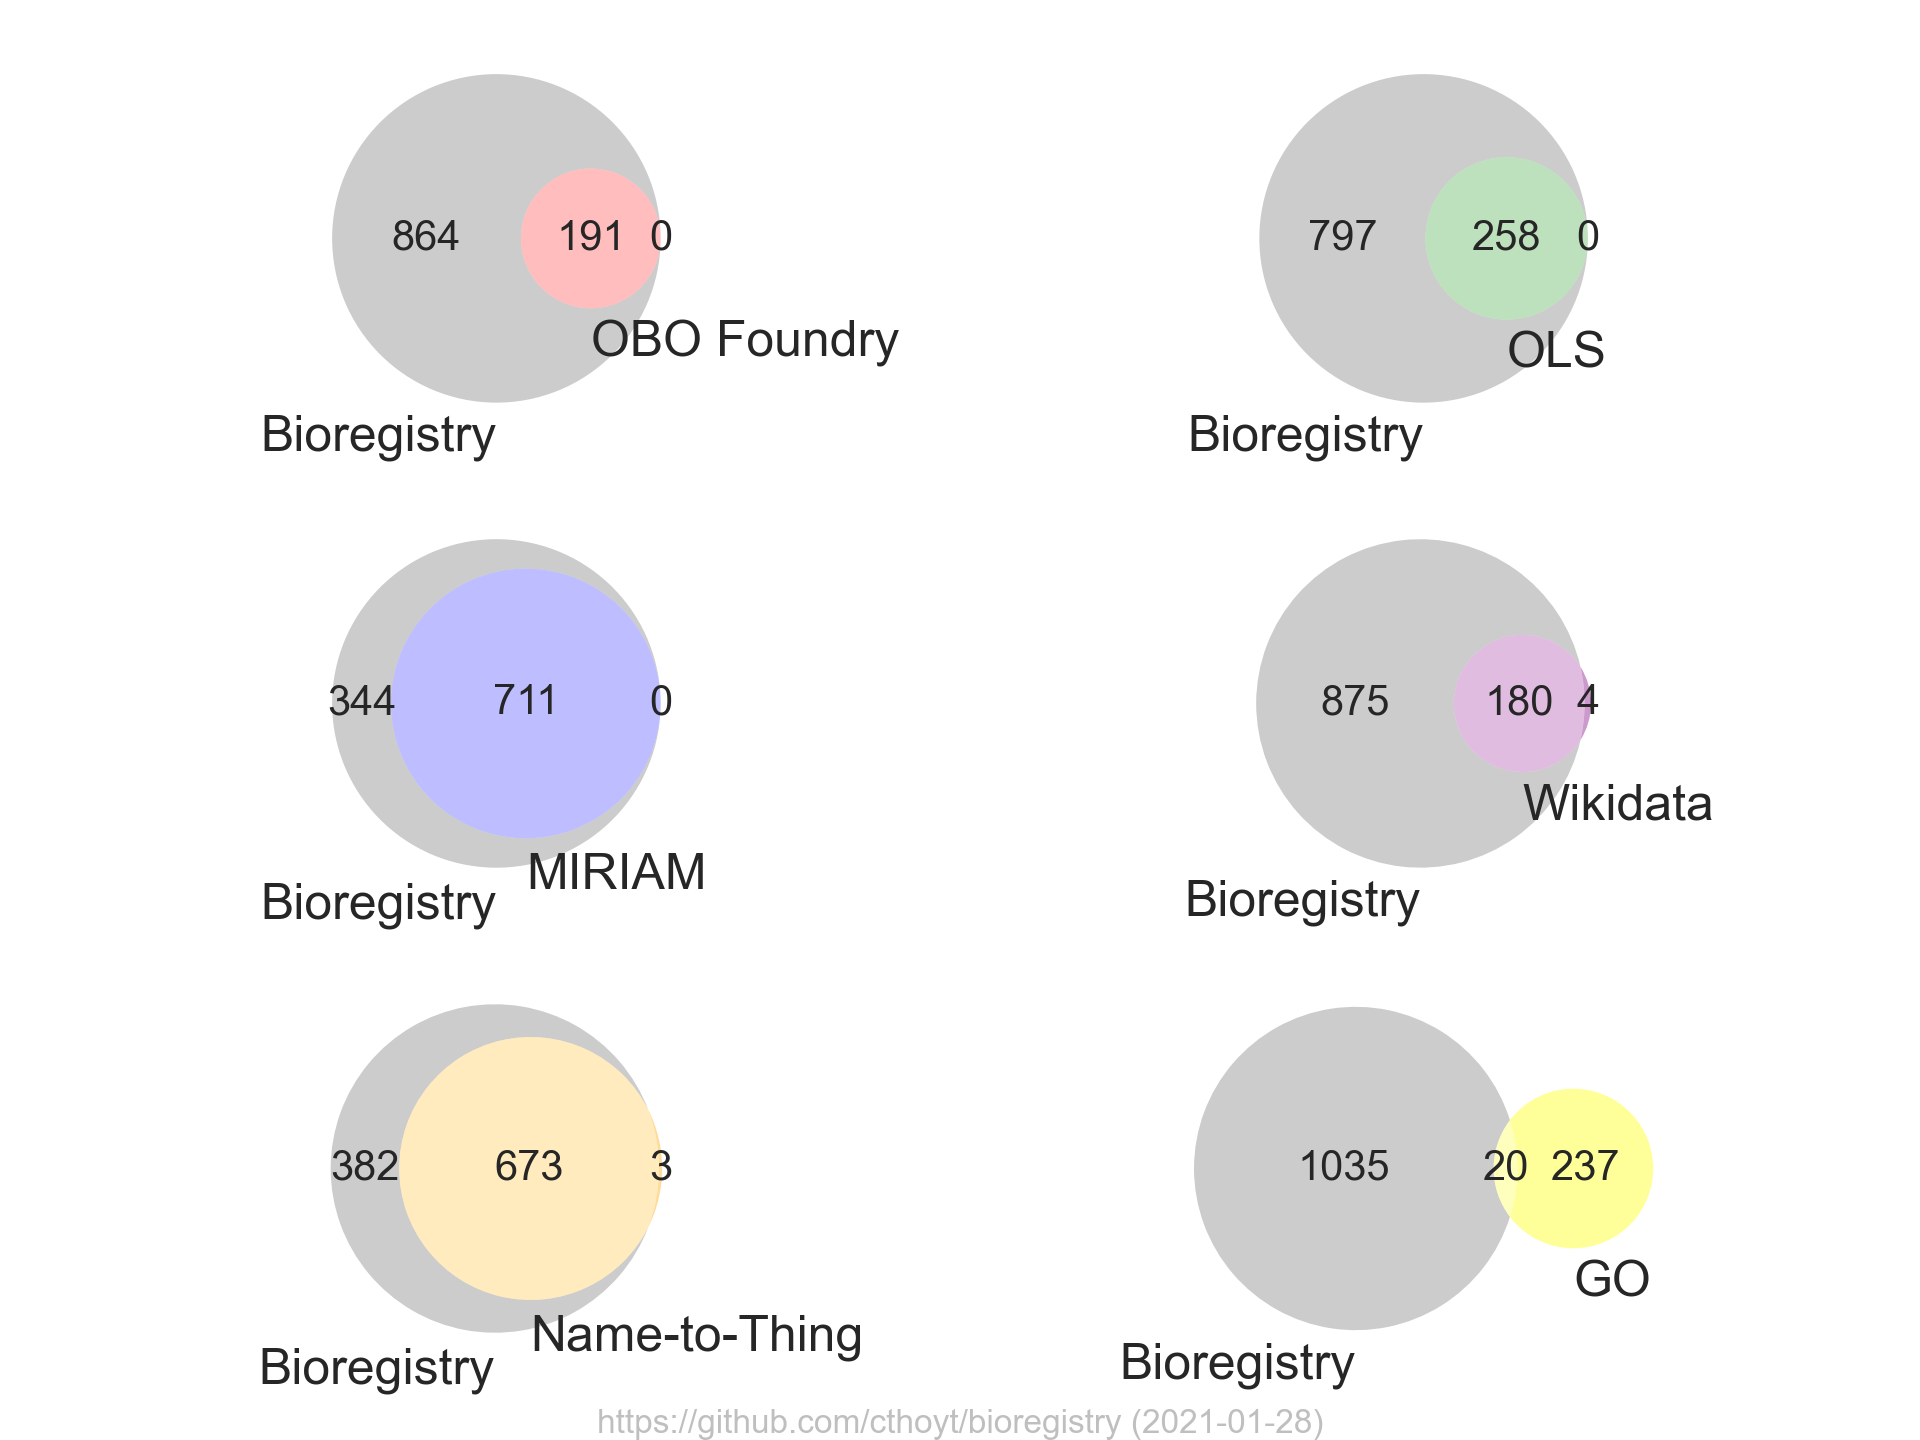 864 191 0
OBO Foundry
Bioregistry
797 258 0
OLS
Bioregistry
344 711 0
MIRIAM
Bioregistry
875 180 4
Wikidata
Bioregistry
382 673 3
Name-to-Thing
Bioregistry
1035 20 237
GO
Bioregistry
https://github.com/cthoyt/bioregistry (2021-01-28)